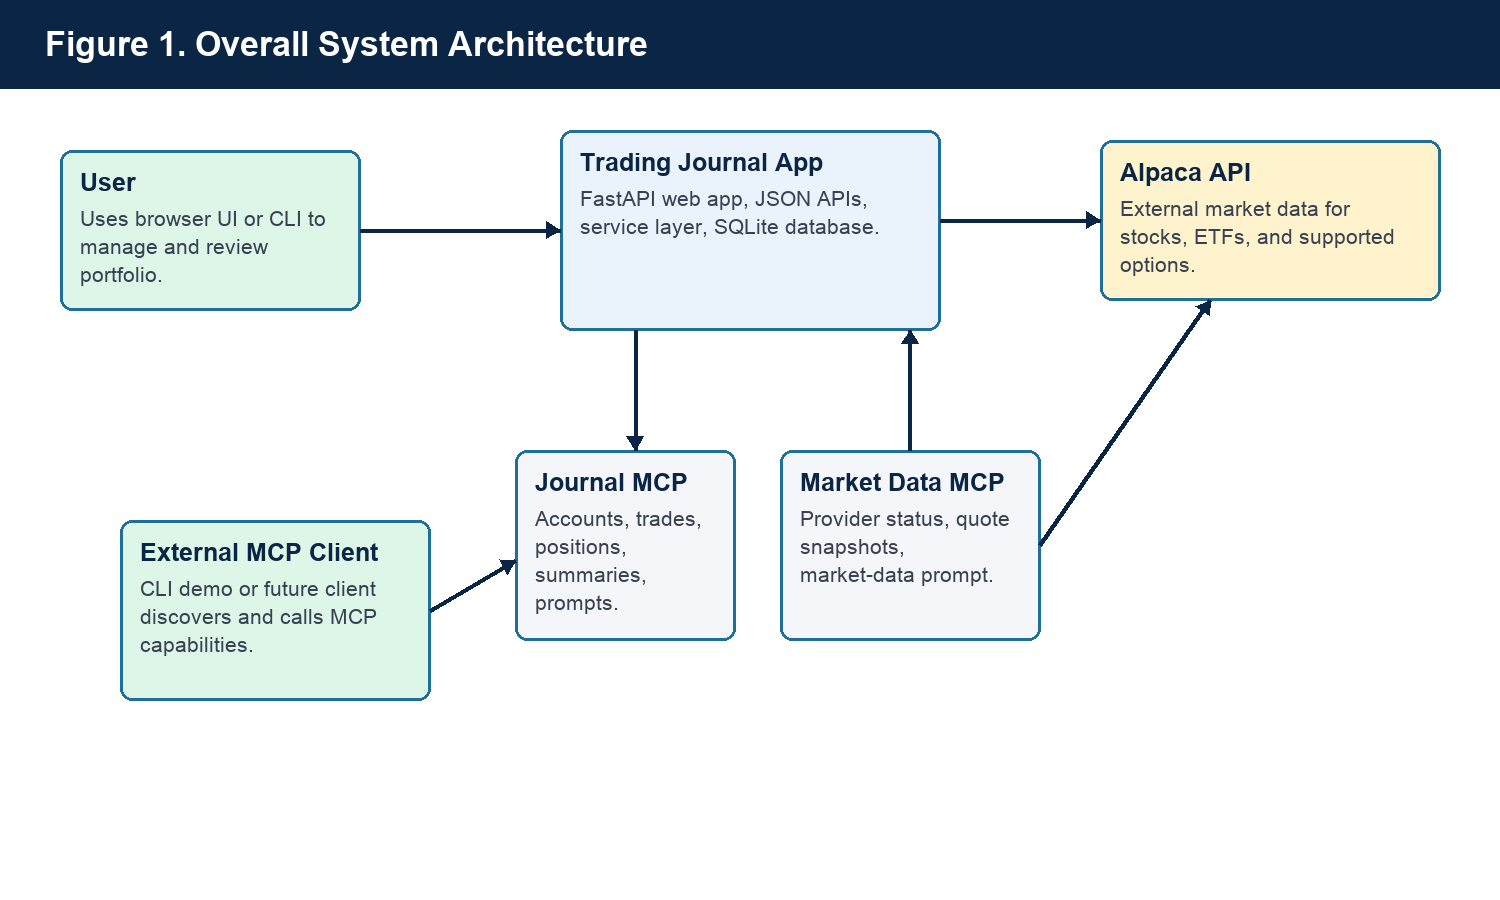 Figure 1. Overall System Architecture
User
Uses browser UI or CLI to
manage and review
portfolio.
Trading Journal App
FastAPI web app, JSON APIs,
service layer, SQLite database.
Alpaca API
External market data for
stocks, ETFs, and supported
options.
External MCP Client
CLI demo or future client
discovers and calls MCP
capabilities.
Journal MCP
Accounts, trades,
positions,
summaries,
prompts.
Market Data MCP
Provider status, quote
snapshots,
market-data prompt.